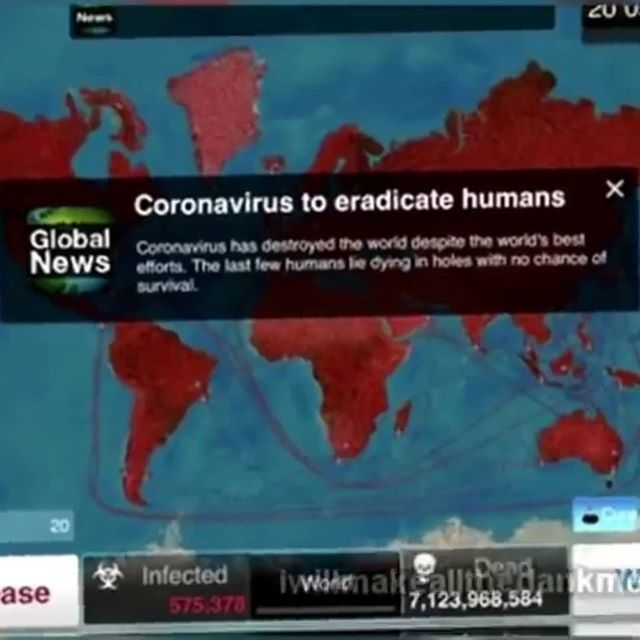 News
Coronavirus to eradicate humans
Global
News
Coronavirus has destroyed the world despite the world's best
efforts. The last few humans lie dying in holes with no chance of
survival.
20
Infected
World
Dead
ase
575,378
7,123,968,584